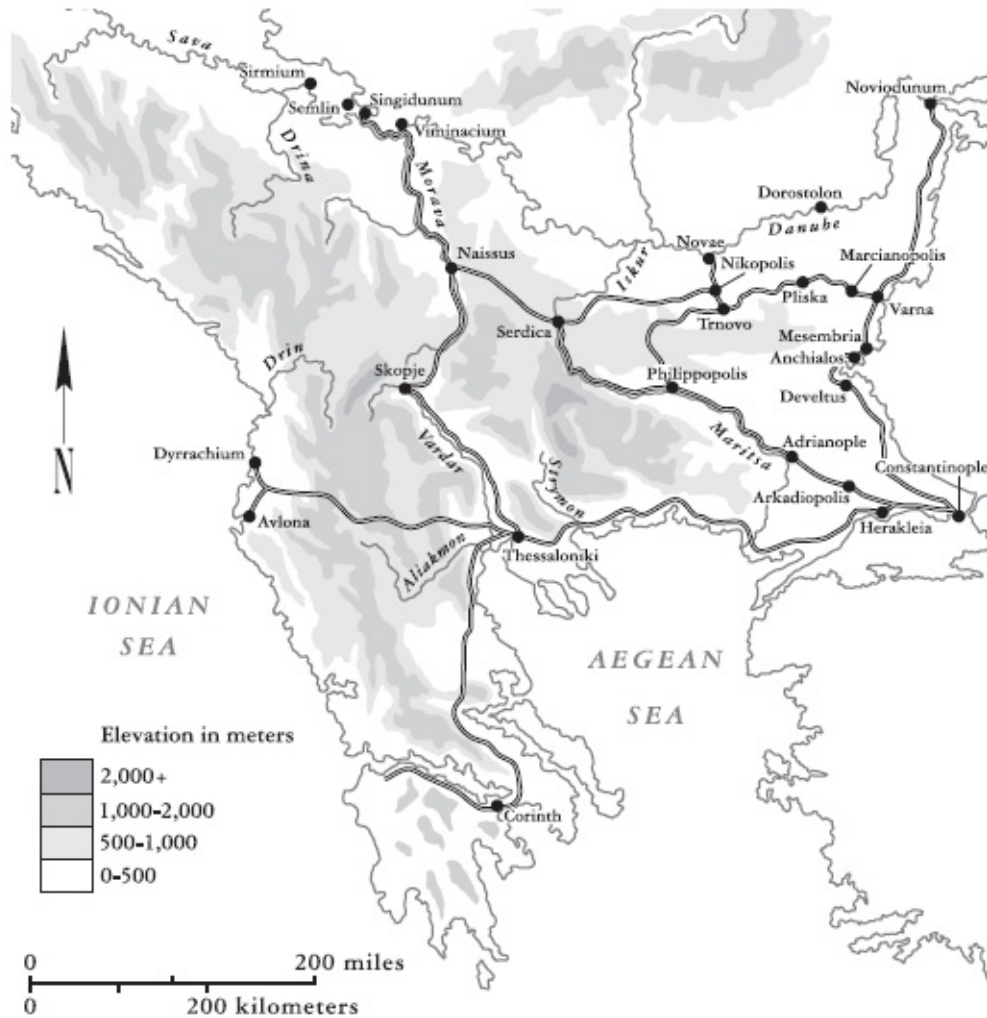 Sava
Sirmium
Semlin
Singidunum
Viminacium
Noviodunum
Drina
Morava
Dorostolon
Danube
Naissus
Iskur
Novae
Nikopolis
Marcianopolis
Pliska
Varna
Serdica
Trnovo
Mesembria
Anchialos
Drin
Skopje
Philippopolis
Develtus
Vardar
Maritsa
Adrianople
Dyrrachium
Strymon
Constantinople
Arkadiopolis
Avlona
Herakleia
Thessaloniki
Aliakmon
N
IONIAN
SEA
AEGEAN
SEA
Elevation in meters
2,000+
1,000-2,000
500-1,000
0-500
Corinth
0 200 miles
0 200 kilometers